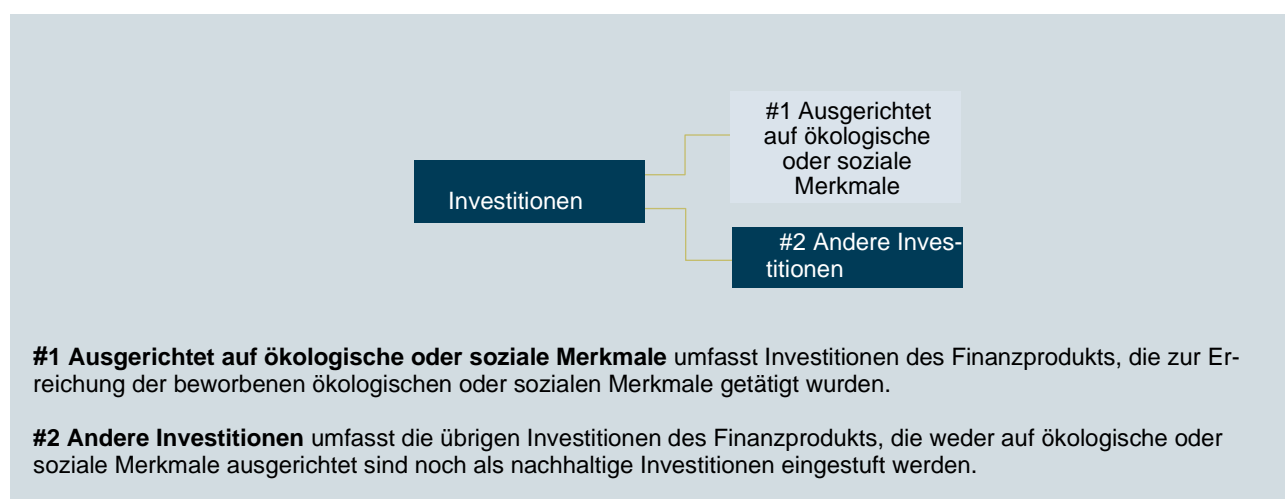 #1 Ausgerichtet
auf ökologische
oder soziale
Merkmale
Investitionen
#2 Andere Inves-
titionen
#1 Ausgerichtet auf ökologische oder soziale Merkmale umfasst Investitionen des Finanzprodukts, die zur Er-
reichung der beworbenen ökologischen oder sozialen Merkmale getätigt wurden.
#2 Andere Investitionen umfasst die übrigen Investitionen des Finanzprodukts, die weder auf ökologische oder
soziale Merkmale ausgerichtet sind noch als nachhaltige Investitionen eingestuft werden.